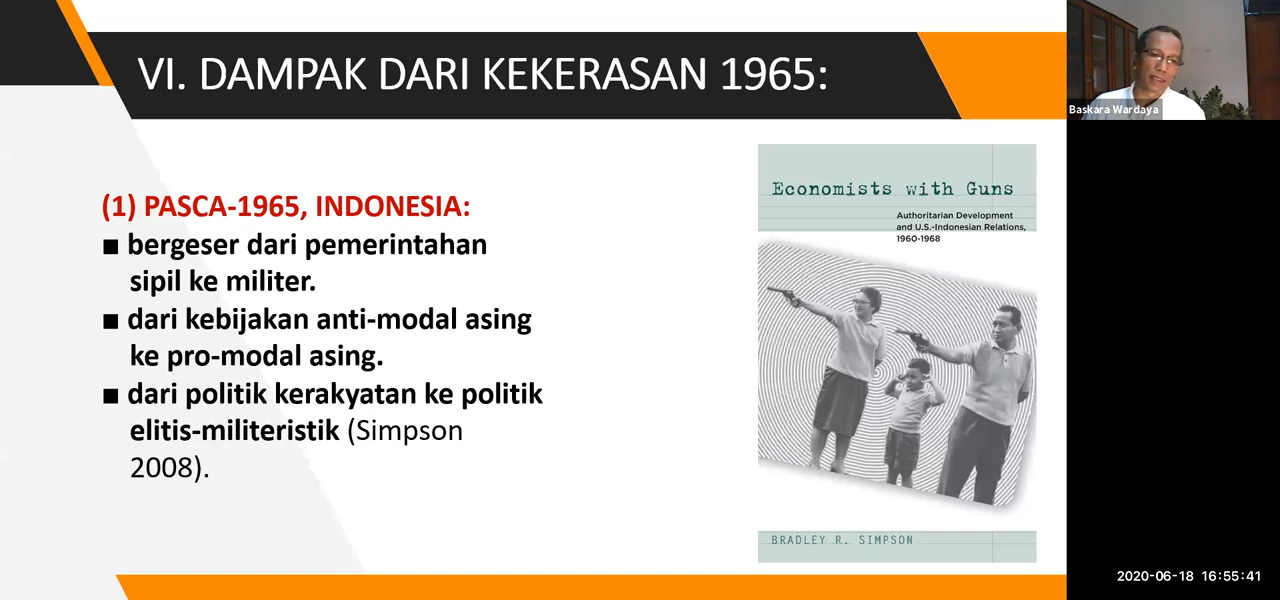 VI. DAMPAK DARI KEKERASAN 1965:
(1) PASCA-1965, INDONESIA:
■ bergeser dari pemerintahan
sipil ke militer.
■ dari kebijakan anti-modal asing
ke pro-modal asing.
■ dari politik kerakyatan ke politik
elitis-militeristik (Simpson
2008).
Economists with Guns
Authoritarian Development
and U.S.-Indonesian Relations,
1960-1968
BRADLEY R. SIMPSON
Baskara Wardaya
2020-06-18 16:55:41